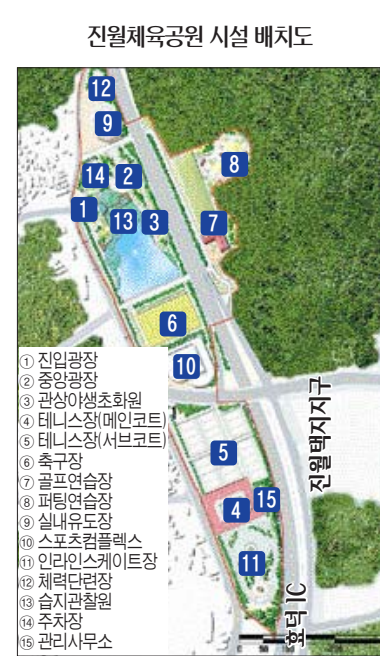 진월체육공원 시설 배치도
12
9
8
14
2
1
13
3
7
6
10
5
4
15
11
① 진입광장
② 중앙광장
③ 관상야생초화원
④ 테니스장(메인코트)
⑤ 테니스장(서브코트)
⑥ 축구장
⑦ 골프연습장
⑧ 퍼팅연습장
⑨ 실내유도장
⑩ 스포츠컴플렉스
⑪ 인라인스케이트장
⑫ 체력단련장
⑬ 습지관찰원
⑭ 주차장
⑮ 관리사무소
진월택지지구
효덕 IC